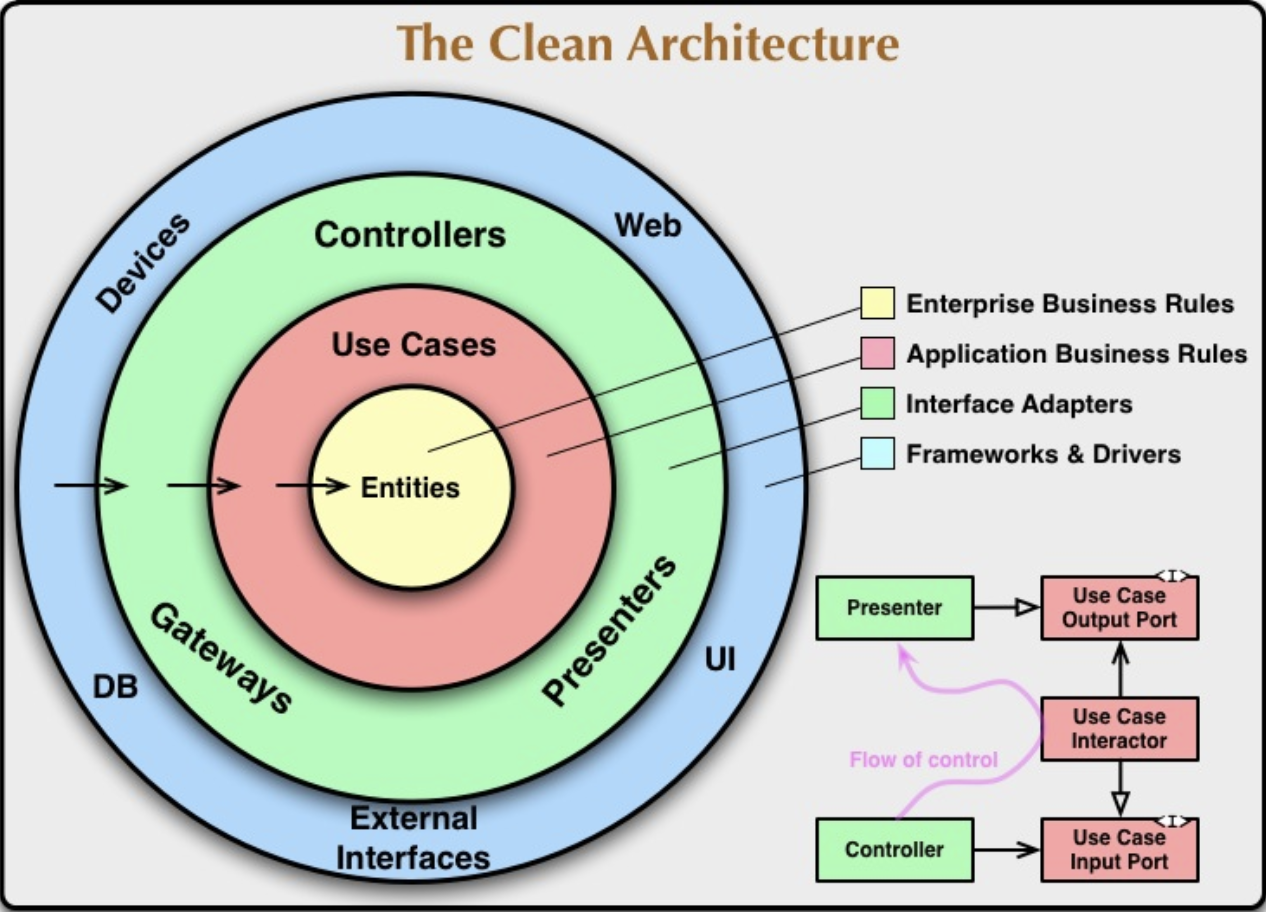 The Clean Architecture
Devices
Controllers
Web
Use Cases
Entities
Gateways
Presenters
DB
UI
External
Interfaces
Enterprise Business Rules
Application Business Rules
Interface Adapters
Frameworks & Drivers
Presenter
<I>
Use Case
Output Port
Use Case
Interactor
Flow of control
Controller
<I>
Use Case
Input Port